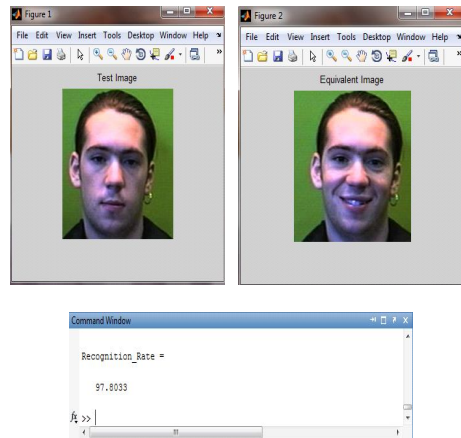 Figure 1
File Edit View Insert Tools Desktop Window Help
Test Image
Figure 2
File Edit View Insert Tools Desktop Window Help
Equivalent Image
Command Window
Recognition_Rate =
97.8033
fx >>